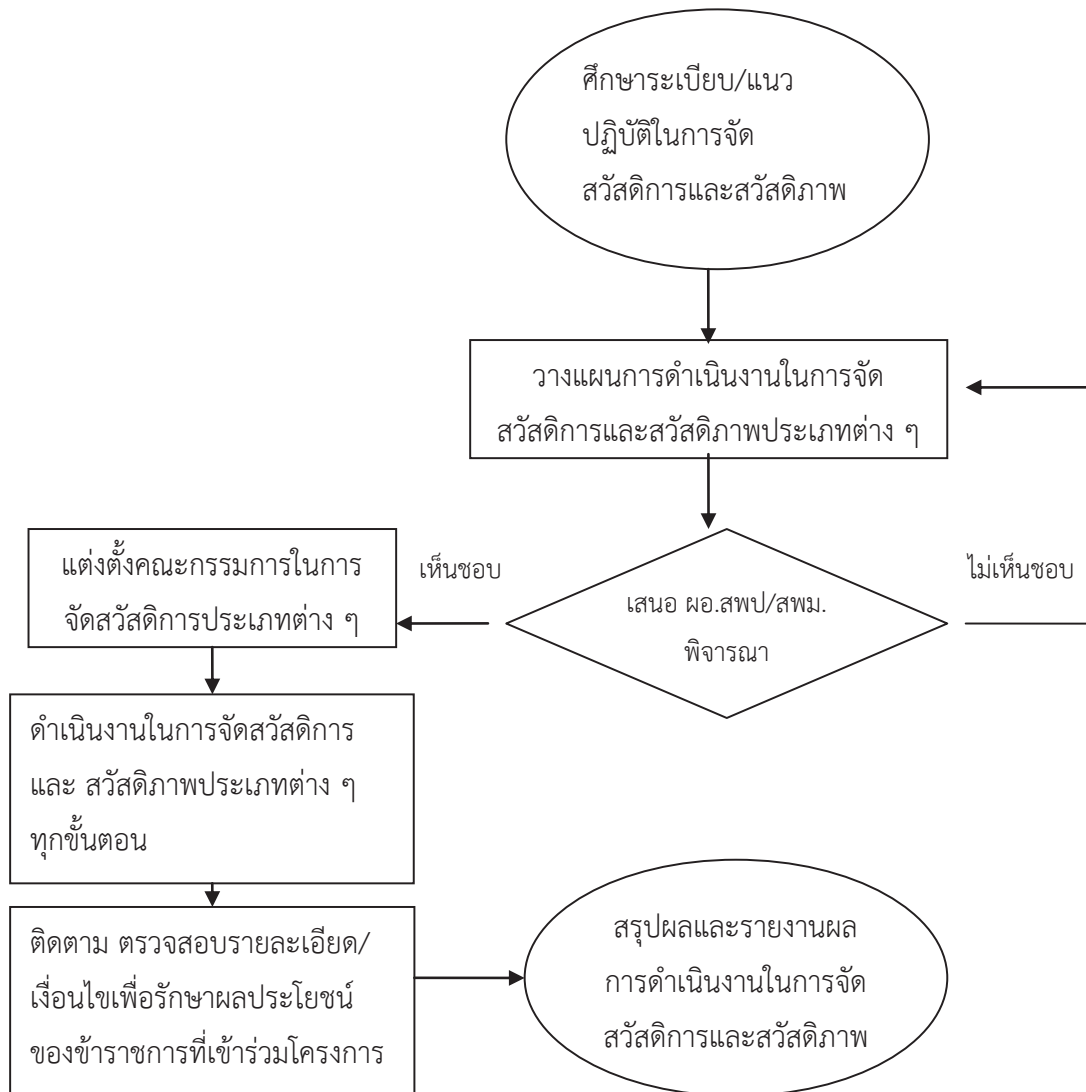 ศึกษาระเบียบ/แนว
ปฏิบัติในการจัด
สวัสดิการและสวัสดิภาพ
วางแผนการดำเนินงานในการจัด
สวัสดิการและสวัสดิภาพประเภทต่าง ๆ
แต่งตั้งคณะกรรมการในการ
จัดสวัสดิการประเภทต่าง ๆ
เห็นชอบ
เสนอ ผอ.สพป/สพม.
พิจารณา
ไม่เห็นชอบ
ดำเนินงานในการจัดสวัสดิการ
และ สวัสดิภาพประเภทต่าง ๆ
ทุกขั้นตอน
ติดตาม ตรวจสอบรายละเอียด/
เงื่อนไขเพื่อรักษาผลประโยชน์
ของข้าราชการที่เข้าร่วมโครงการ
สรุปผลและรายงานผล
การดำเนินงานในการจัด
สวัสดิการและสวัสดิภาพ